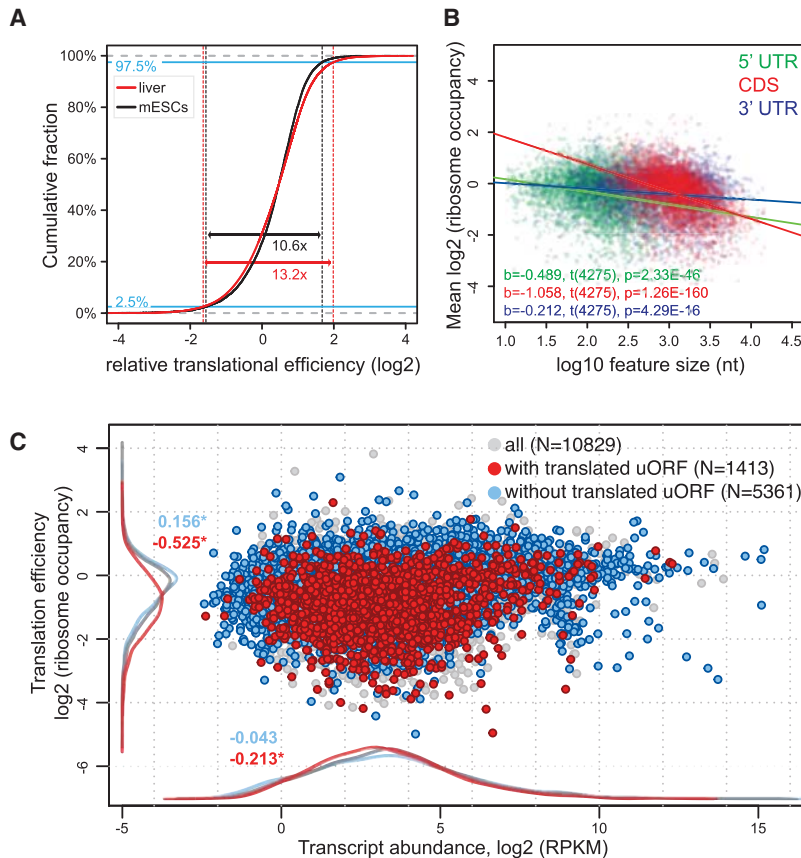 A
Cumulative fraction
100%
80%
60%
40%
20%
0%
97.5%
liver
mESCs
10.6x
13.2x
2.5%
-4
-2
0
2
4
relative translational efficiency (log2)
B
Mean log2 (ribosome occupancy)
4
2
0
-2
-4
5' UTR
CDS
3' UTR
b=-0.489, t(4275), p=2.33E-46
b=-1.058, t(4275), p=1.26E-160
b=-0.212, t(4275), p=4.29E-16
1.0 1.5 2.0 2.5 3.0 3.5 4.0 4.5
log10 feature size (nt)
C
Translation efficiency
log2 (ribosome occupancy)
4
2
0
-2
-4
-6
all (N=10829)
with translated uORF (N=1413)
without translated uORF (N=5361)
0.156*
-0.525*
-0.043
-0.213*
-5
0
5
10
15
Transcript abundance, log2 (RPKM)